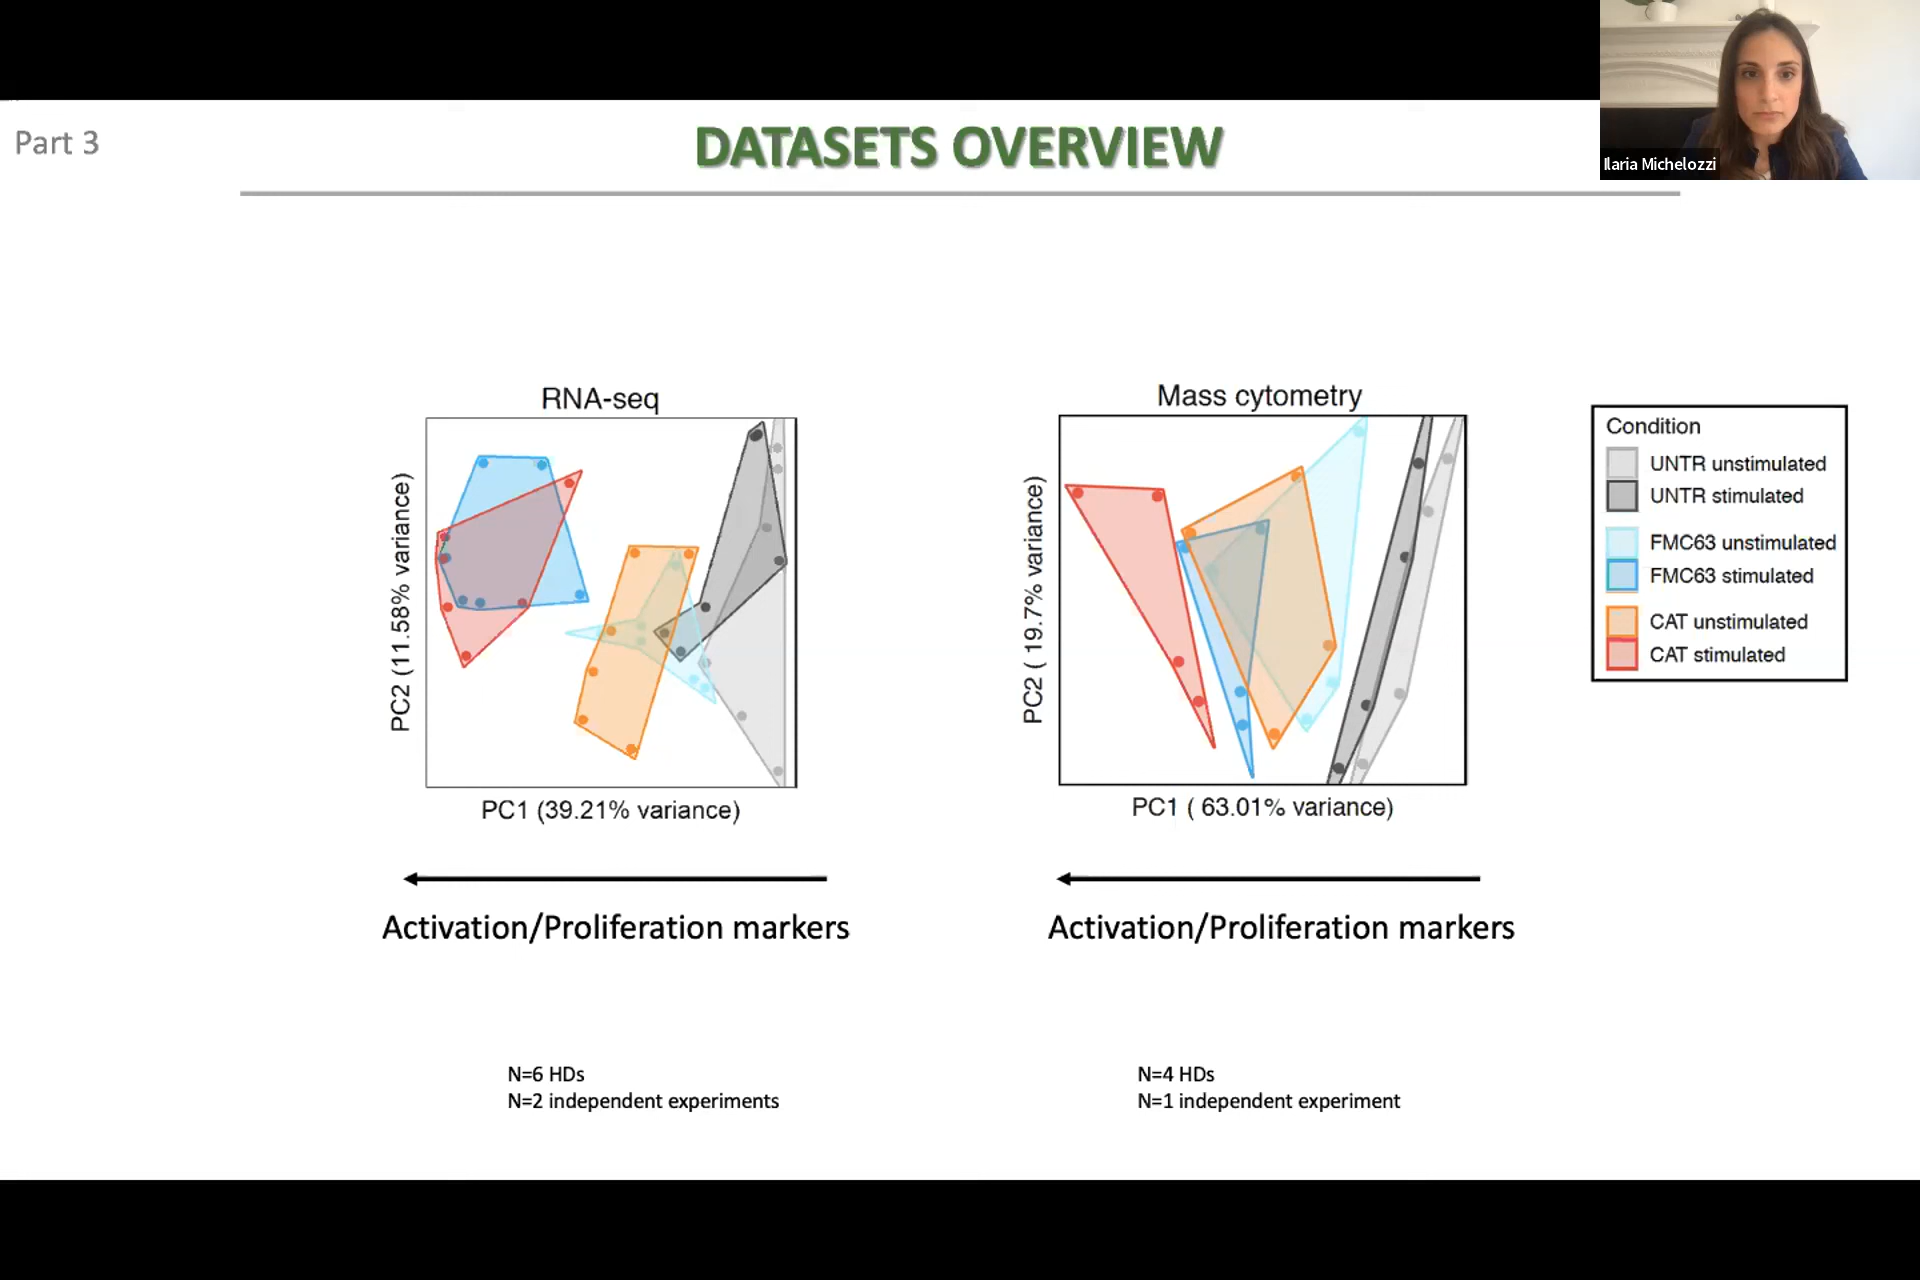 Part 3
DATASETS OVERVIEW
Ilaria Michelozzi
RNA-seq
PC2 (11.58% variance)
PC1 (39.21% variance)
Activation/Proliferation markers
N=6 HDs
N=2 independent experiments
Mass cytometry
PC2 ( 19.7% variance)
PC1 ( 63.01% variance)
Activation/Proliferation markers
N=4 HDs
N=1 independent experiment
Condition
UNTR unstimulated
UNTR stimulated
FMC63 unstimulated
FMC63 stimulated
CAT unstimulated
CAT stimulated